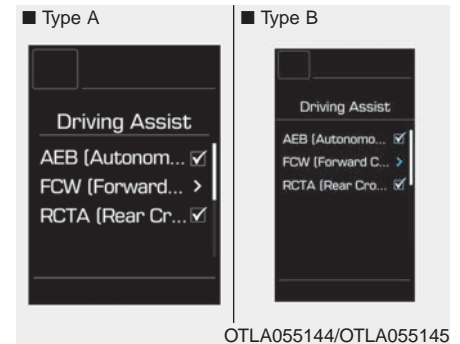 ■ Type A
Driving Assist
AEB (Autonom...
FCW (Forward... >
RCTA (Rear Cr...
■ Type B
Driving Assist
AEB (Autonomo...
FCW (Forward C... >
RCTA (Rear Cro...
OTLA055144/OTLA055145